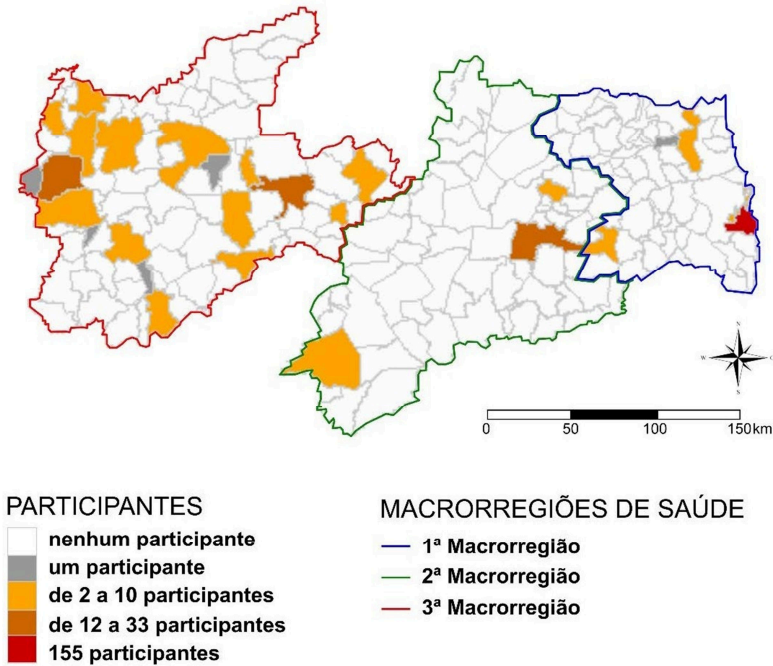 N
W
O
S
0 50 100 150km
PARTICIPANTES
nenhum participante
um participante
de 2 a 10 participantes
de 12 a 33 participantes
155 participantes
MACRORREGIÕES DE SAÚDE
1ª Macrorregião
2ª Macrorregião
3ª Macrorregião